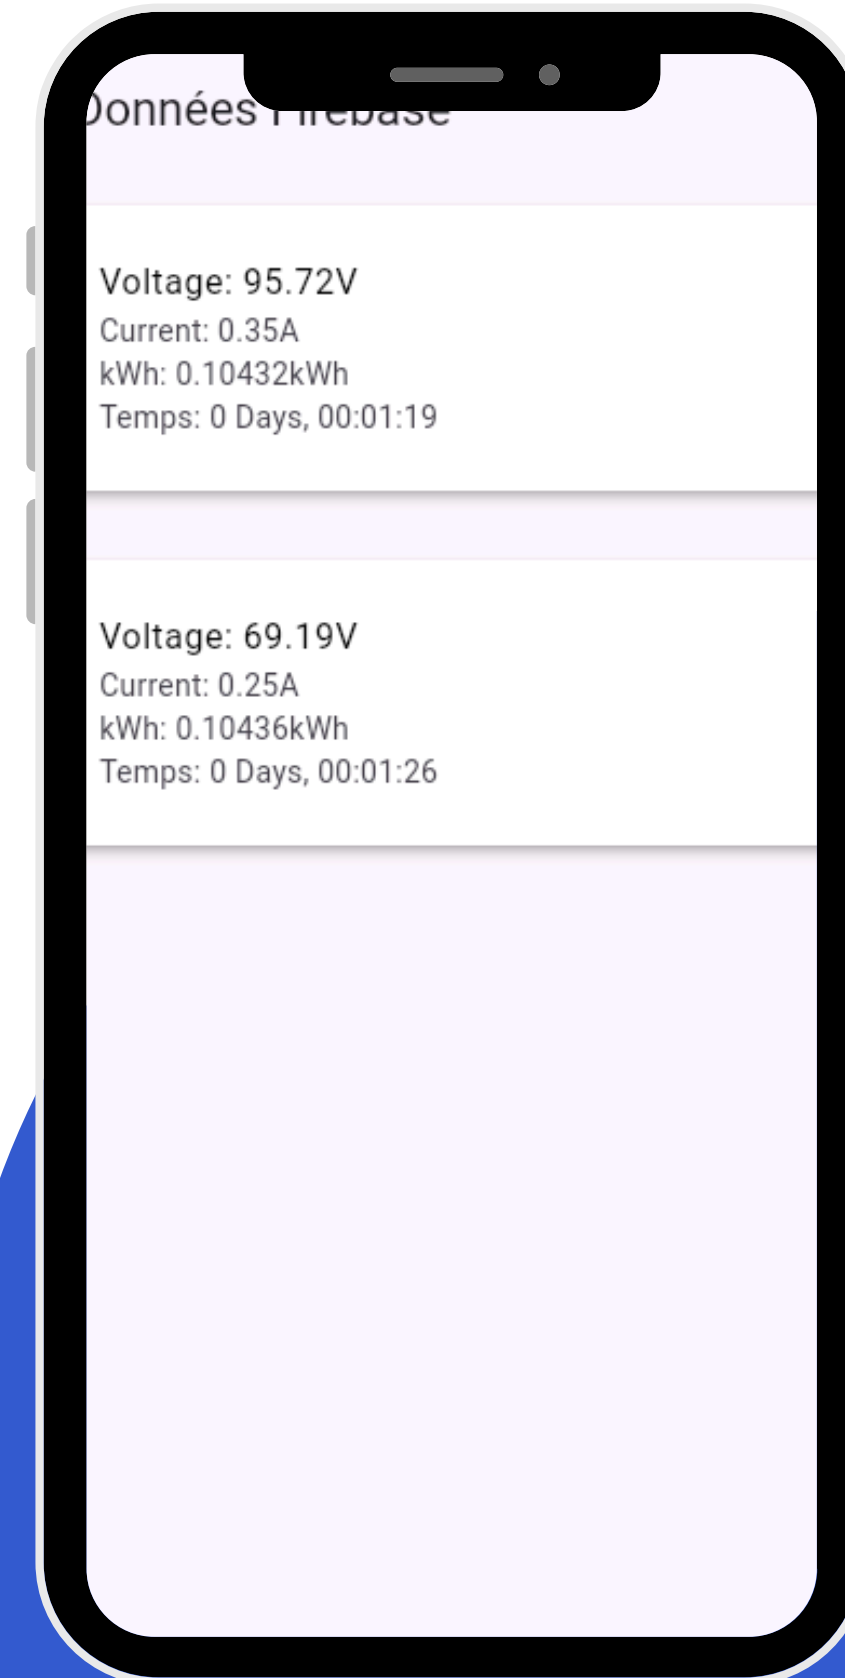 Données Firebase
Voltage: 95.72V
Current: 0.35A
kWh: 0.10432kWh
Temps: 0 Days, 00:01:19
Voltage: 69.19V
Current: 0.25A
kWh: 0.10436kWh
Temps: 0 Days, 00:01:26